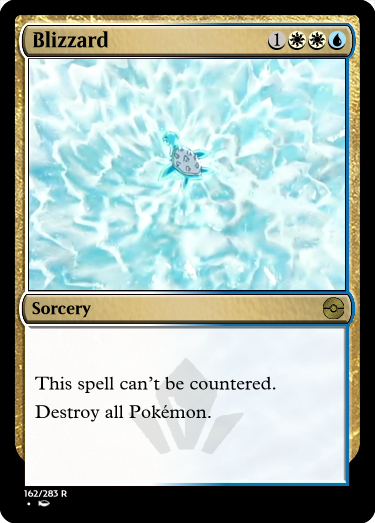 Blizzard 1
Sorcery
This spell can't be countered.
Destroy all Pokémon.
162/283 R